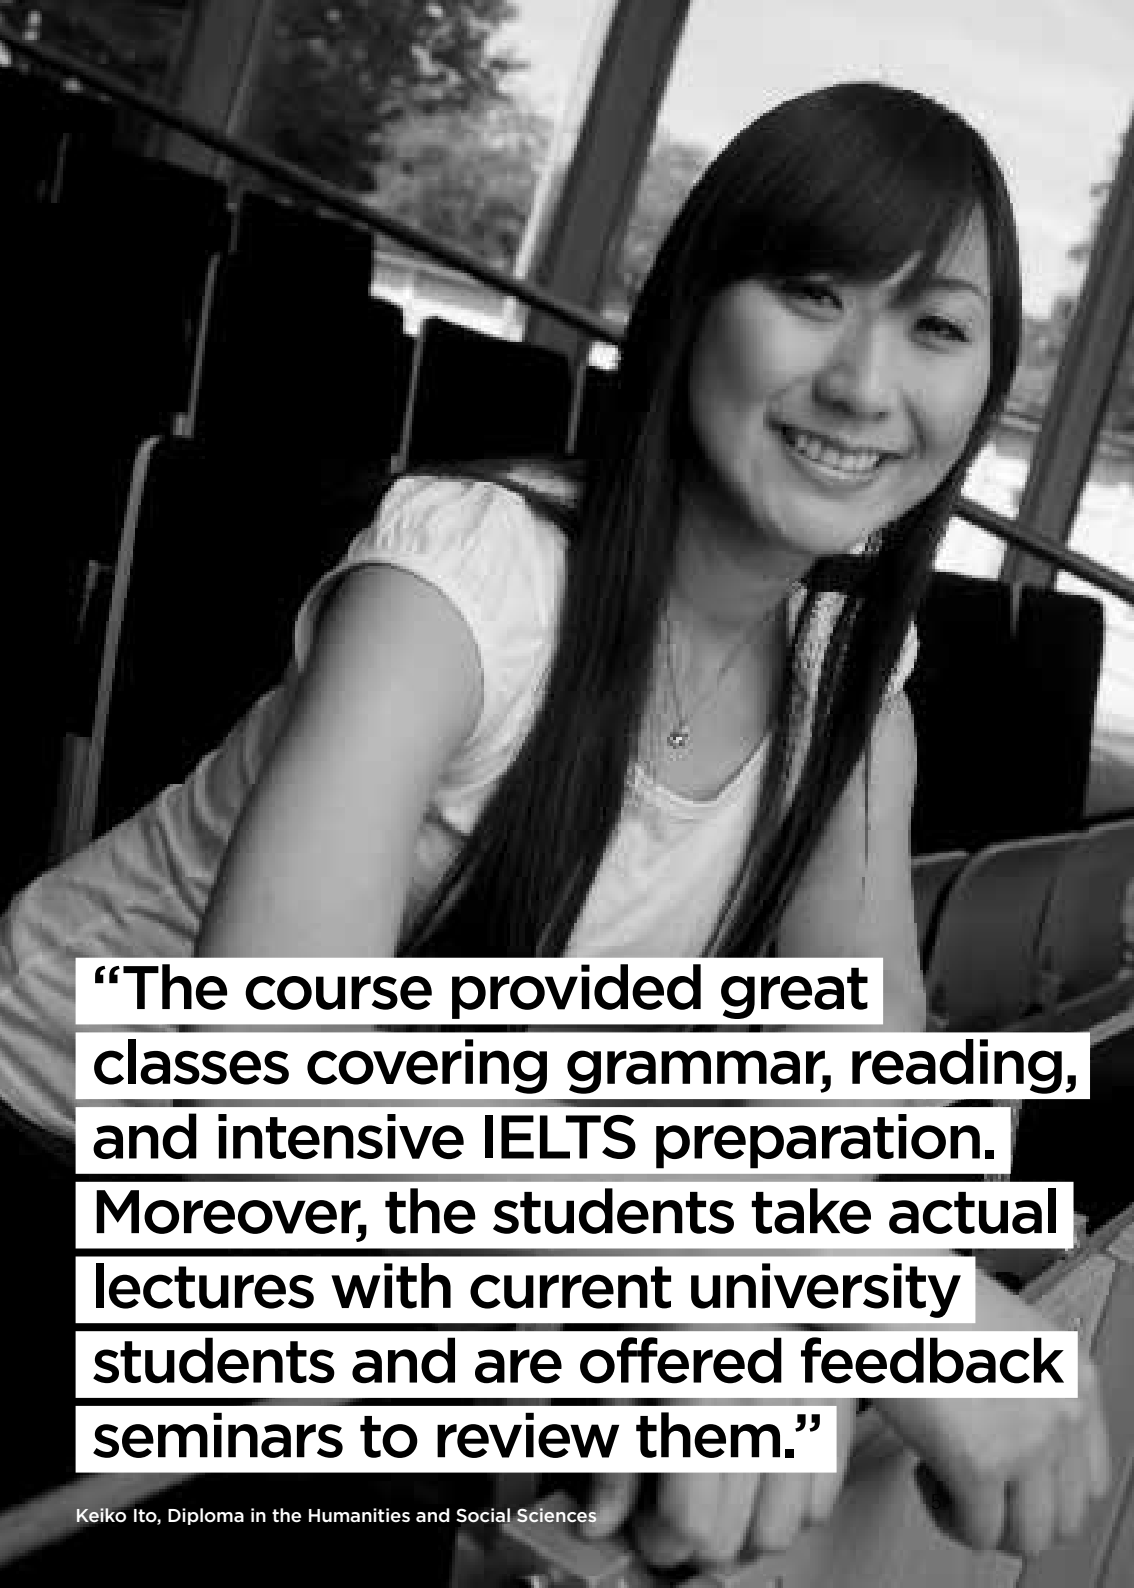 “The course provided great
classes covering grammar, reading,
and intensive IELTS preparation.
Moreover, the students take actual
lectures with current university
students and are offered feedback
seminars to review them.”
Keiko Ito, Diploma in the Humanities and Social Sciences